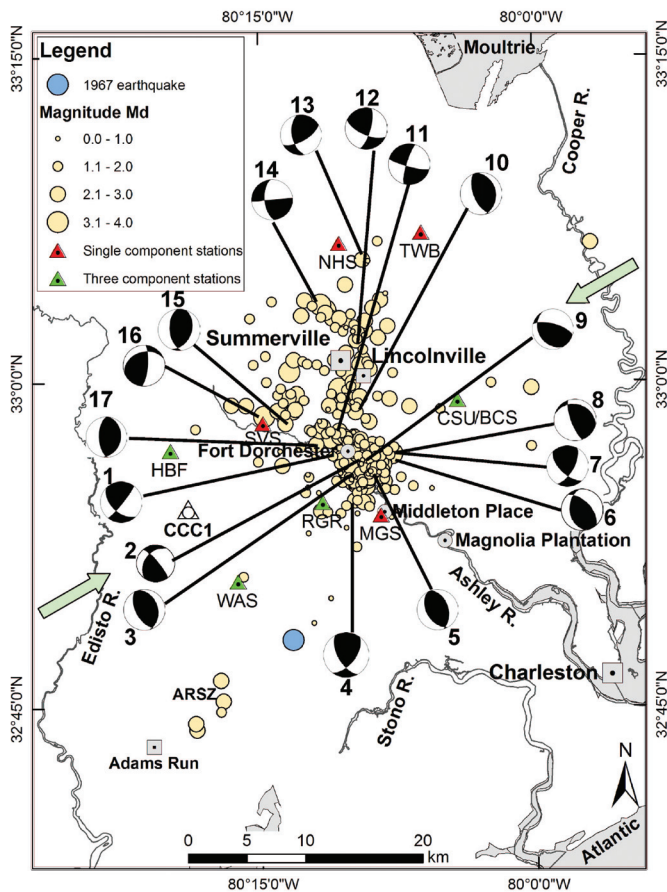 80°15'0"W
80°0'0"W
Legend
1967 earthquake
Magnitude Md
0.0 - 1.0
1.1 - 2.0
2.1 - 3.0
3.1 - 4.0
Single component stations
Three component stations
Moultrie
Cooper R.
33°15'0"N
33°15'0"N
13
12
11
10
14
NHS
TWB
9
15
Summerville
Lincolnville
16
33°0'0"N
33°0'0"N
CSU/BCS
8
17
SVS
Fort Dorchester
HBF
7
1
RGR
MGS
Middleton Place
6
CCC1
Magnolia Plantation
2
WAS
Ashley R.
Edisto R.
3
5
4
Charleston
ARSZ
Stono R.
32°45'0"N
32°45'0"N
Adams Run
N
0
5
10
20
km
Atlantic
80°15'0"W
80°0'0"W